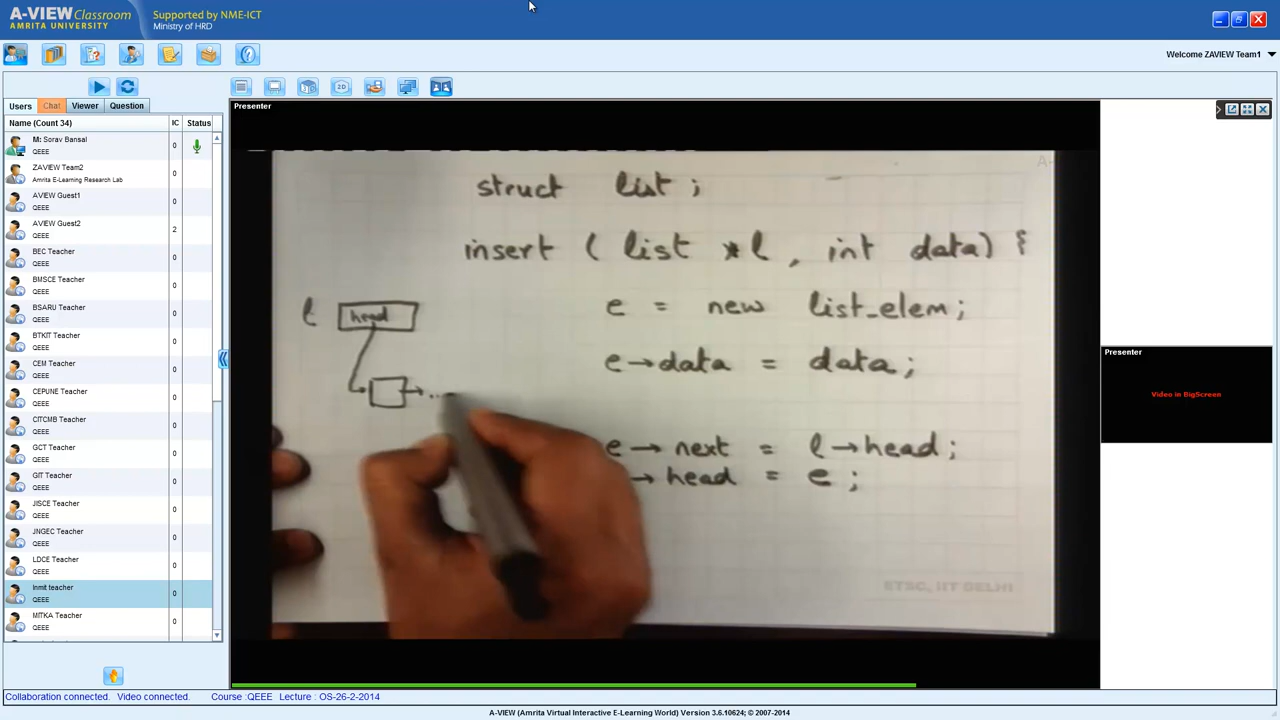 A-VIEW Classroom
AMRITA UNIVERSITY
Supported by NME-ICT
Ministry of HRD
Welcome ZAVIEW Team1
Users Chat Viewer Question
Name (Count 34) IC Status
M: Sorav Bansal
QEEE
0
ZAVIEW Team2
Amrita E-Learning Research Lab
0
AVIEW Guest1
QEEE
0
AVIEW Guest2
QEEE
2
BEC Teacher
QEEE
0
BMSCE Teacher
QEEE
0
BSARU Teacher
QEEE
0
BTKIT Teacher
QEEE
0
CEM Teacher
QEEE
0
CEPUNE Teacher
QEEE
0
CITCMB Teacher
QEEE
0
GCT Teacher
QEEE
0
GIT Teacher
QEEE
0
JISCE Teacher
QEEE
0
JNGEC Teacher
QEEE
0
LDCE Teacher
QEEE
0
lnmit teacher
QEEE
0
MITKA Teacher
QEEE
0
Presenter
struct list ;
insert ( list *l , int data) {
l head
e = new list_elem ;
e→data = data ;
e → next = l →head ;
→ head = e ;
ETSC, IIT DELHI
Presenter
Video in BigScreen
Collaboration connected. Video connected. Course :QEEE Lecture : OS-26-2-2014
A-VIEW (Amrita Virtual Interactive E-Learning World) Version 3.6.10624; © 2007-2014